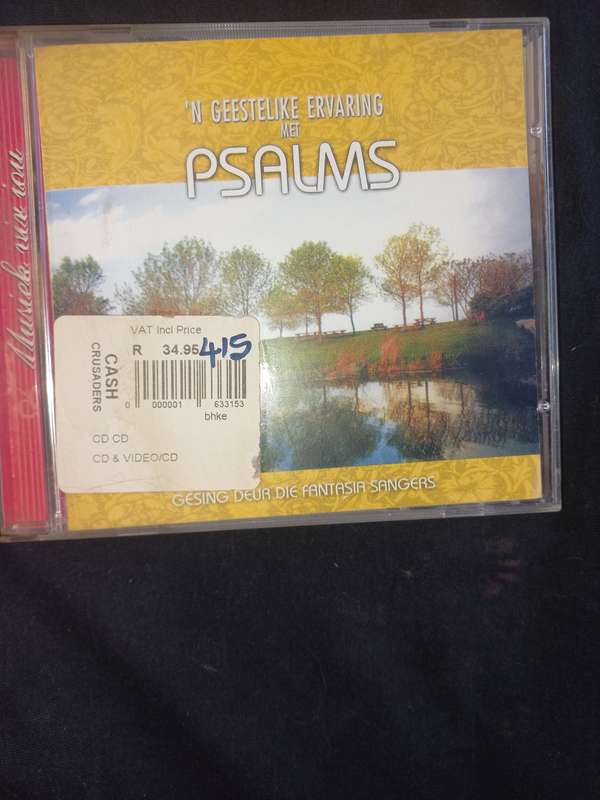 'N GEESTELIKE ERVARING
MET
PSALMS
Musiek vir jou
VAT Incl Price
R 34.95
415
CASH
CRUSADERS
0 000001 633153
bhke
CD CD
CD & VIDEO/CD
GESING DEUR DIE FANTASIA SANGERS